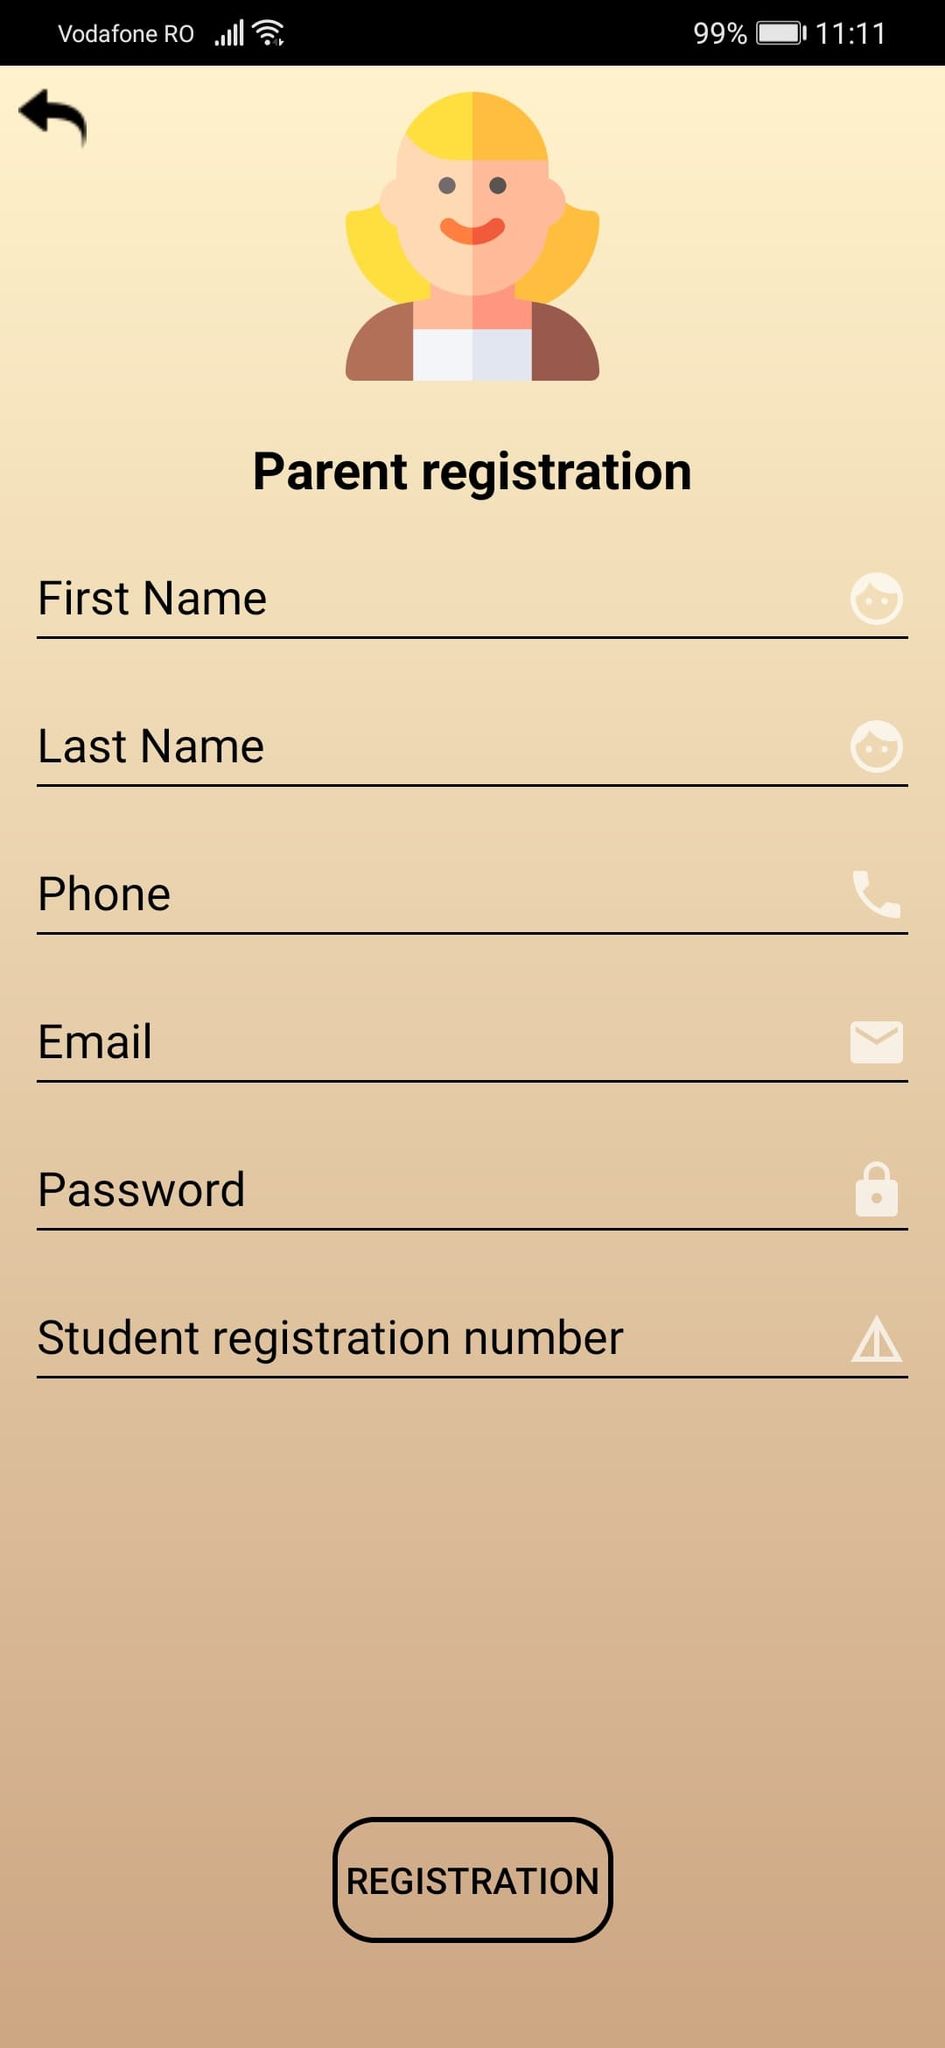 Vodafone RO 99% 11:11
Parent registration
First Name
Last Name
Phone
Email
Password
Student registration number
REGISTRATION